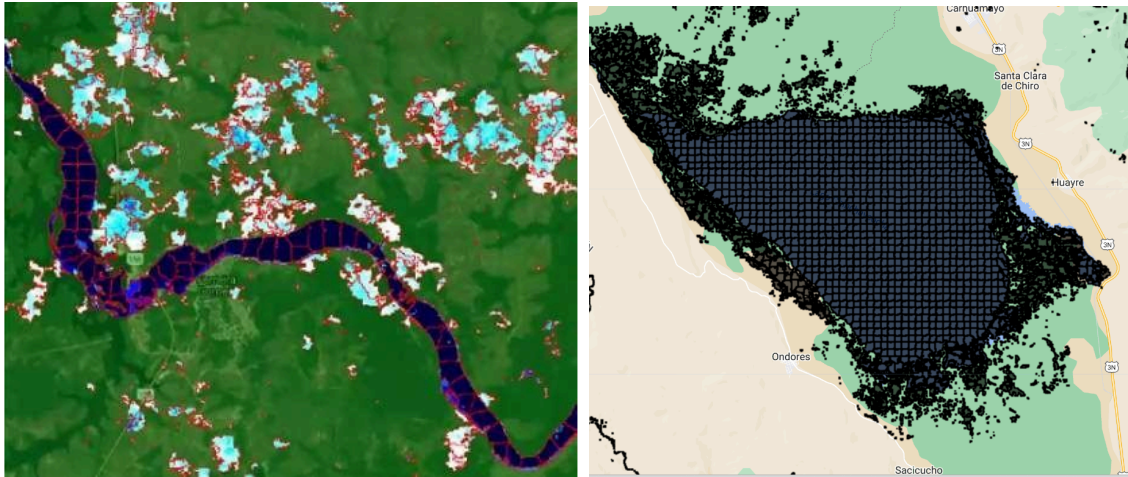 Carhuamayo
3N
Santa Clara
de Chiro
3N
Huayre
3N
Ondores
3N
Sacicucho